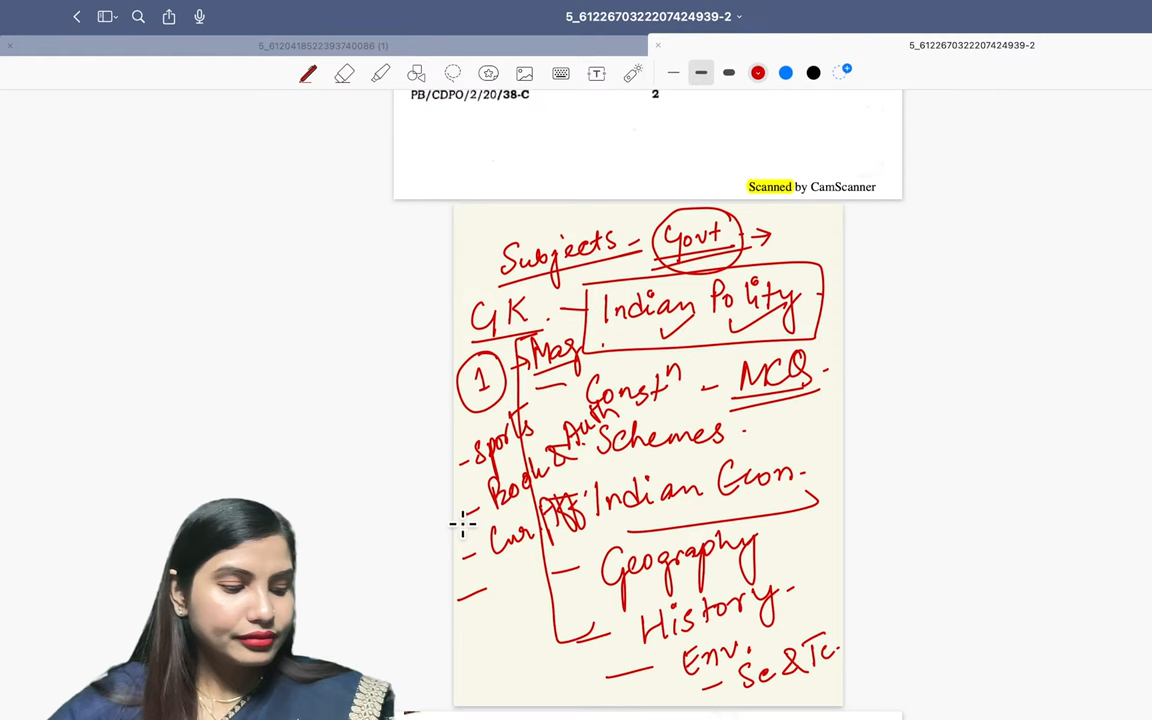 5_6122670322207424939-2
5_6120418522393740086 (1)
5_6122670322207424939-2
PB/CDPO/2/20/38-C 2
Scanned by CamScanner
Subjects = Govt →
GK. - Indian Polity
1 → Mag.
- Constn - MCQ.
- Sports
Schemes.
- Book & Auth.
Indian Econ.
- Cur. Aff.
- Geography
- History.
- Env.
- Sc & Tc.